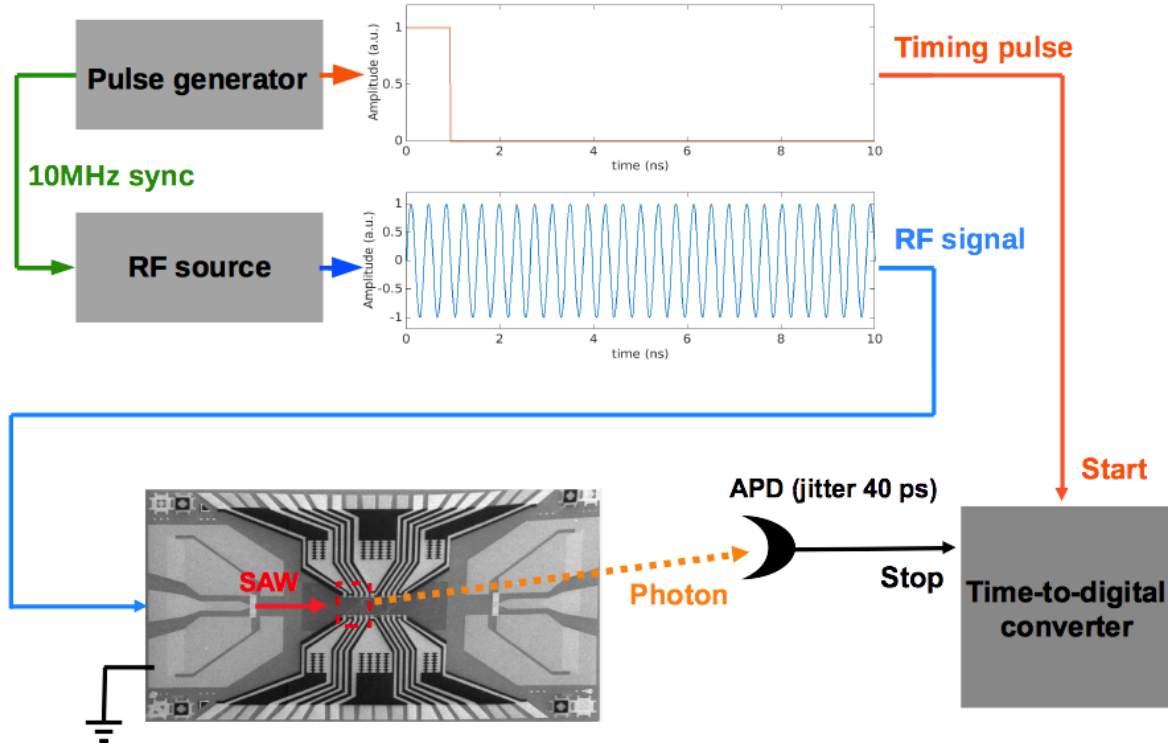 Pulse generator
10MHz sync
RF source
Amplitude (a.u.)
1
0.5
0
0
2
4
6
8
10
time (ns)
Timing pulse
Amplitude (a.u.)
1
0.5
0
-0.5
-1
0
2
4
6
8
10
time (ns)
RF signal
Start
APD (jitter 40 ps)
SAW
Photon
Stop
Time-to-digital
converter